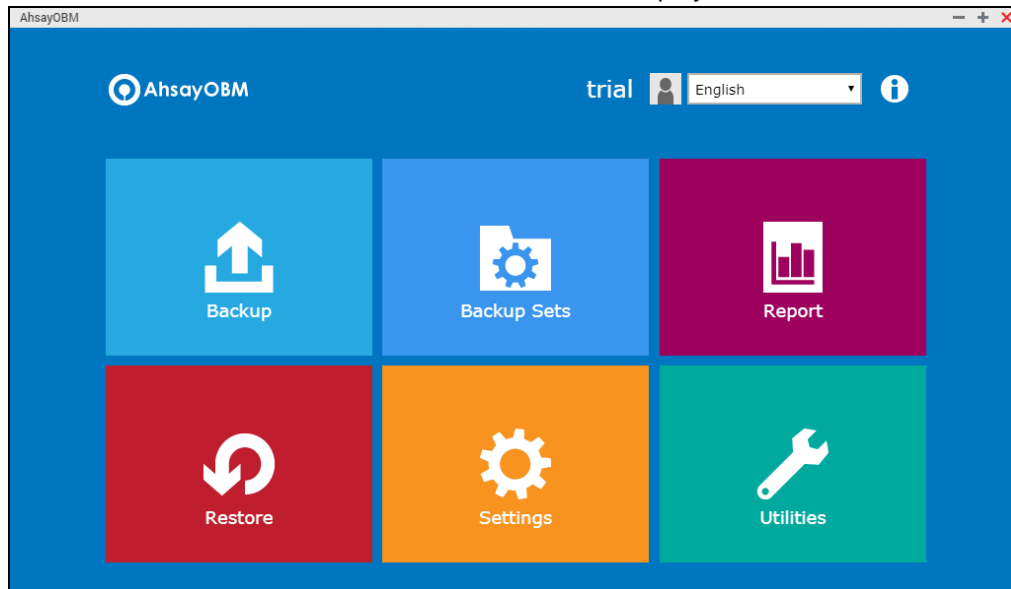 AhsayOBM
AhsayOBM
trial
English
Backup
Backup Sets
Report
Restore
Settings
Utilities